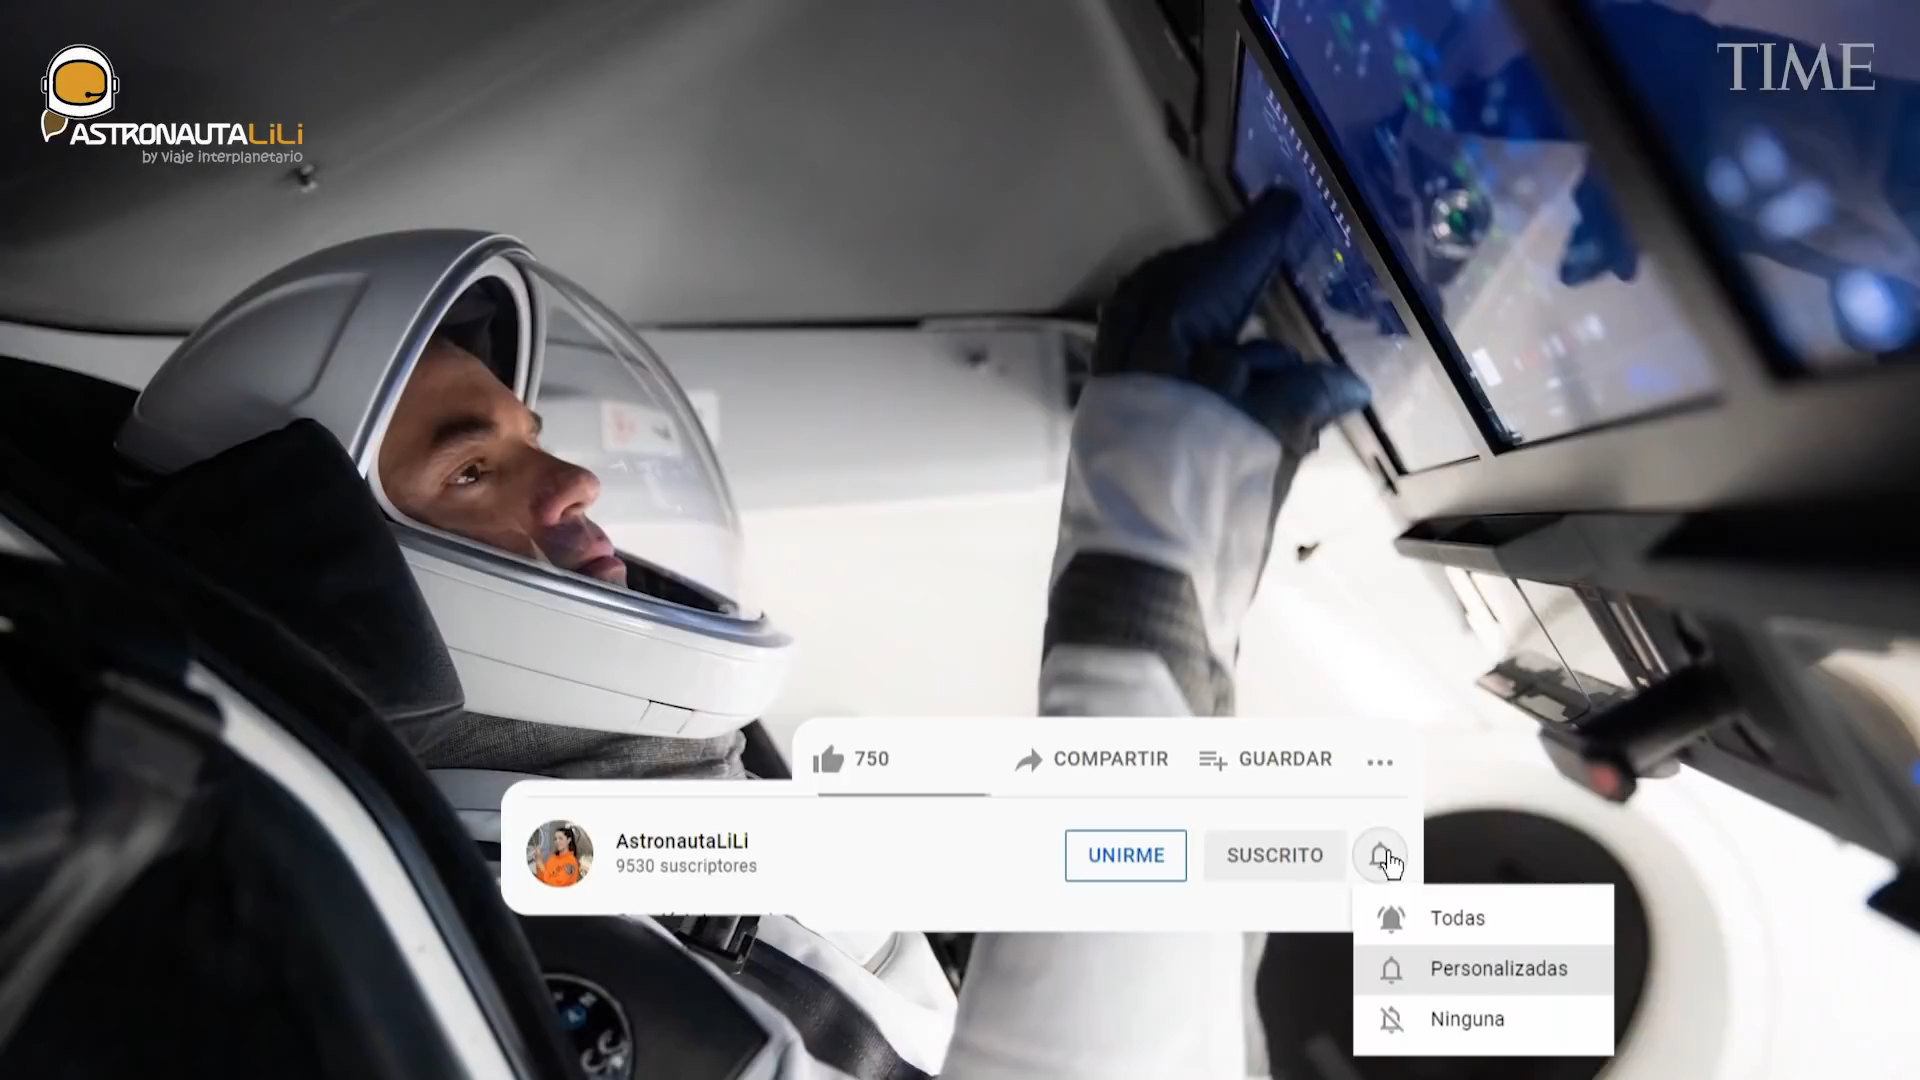 TIME
ASTRONAUTALiLi
by viaje interplanetario
750
COMPARTIR
GUARDAR
AstronautaLiLi
9530 suscriptores
UNIRME
SUSCRITO
Todas
Personalizadas
Ninguna